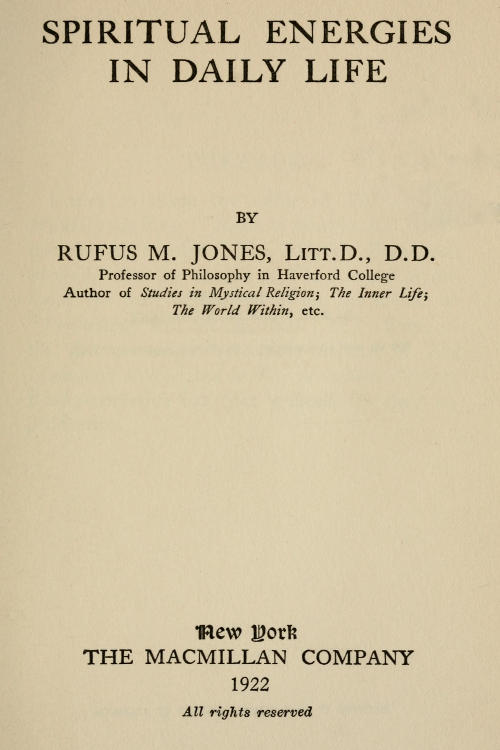 SPIRITUAL ENERGIES
IN DAILY LIFE
BY
RUFUS M. JONES, LITT.D., D.D.
Professor of Philosophy in Haverford College
Author of Studies in Mystical Religion; The Inner Life;
The World Within, etc.
New York
THE MACMILLAN COMPANY
1922
All rights reserved